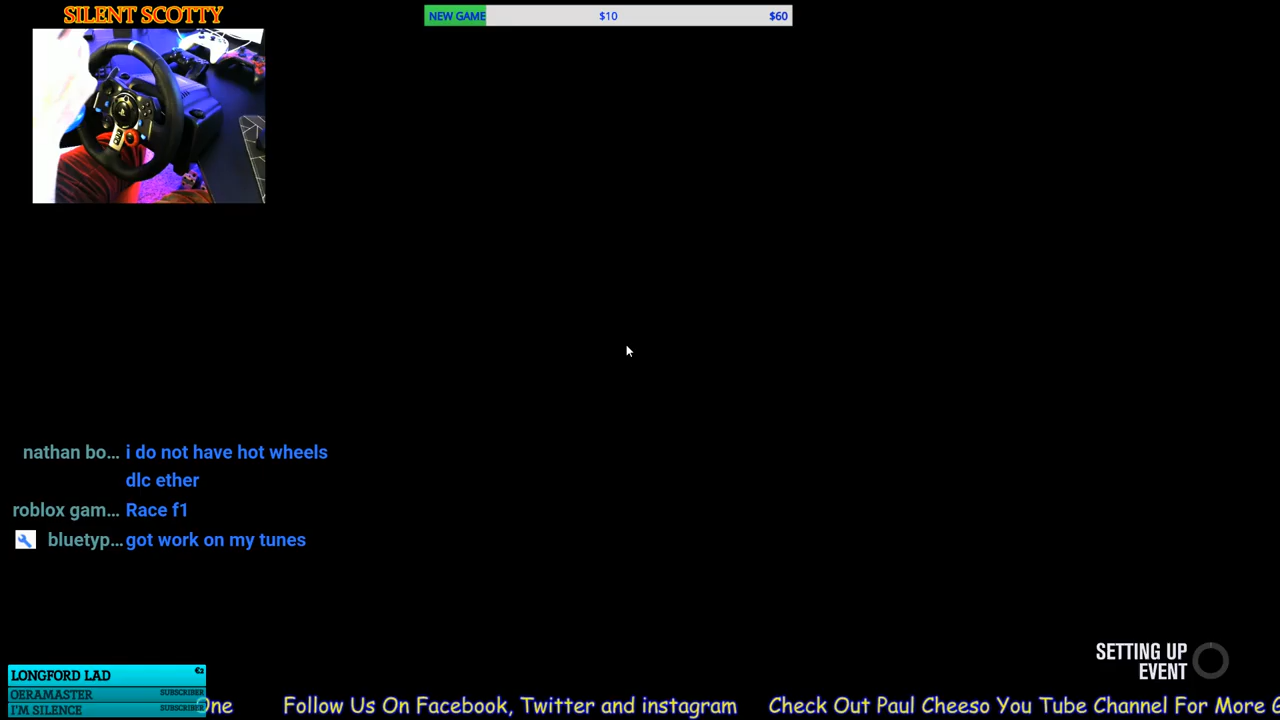 SILENT SCOTTY
NEW GAME $10 $60
nathan bo... i do not have hot wheels
dlc ether
roblox gam... Race f1
bluetyp... got work on my tunes
SETTING UP
EVENT
LONGFORD LAD €2
OERAMASTER SUBSCRIBER
I'M SILENCE SUBSCRIBER
One Follow Us On Facebook, Twitter and instagram Check Out Paul Cheeso You Tube Channel For More